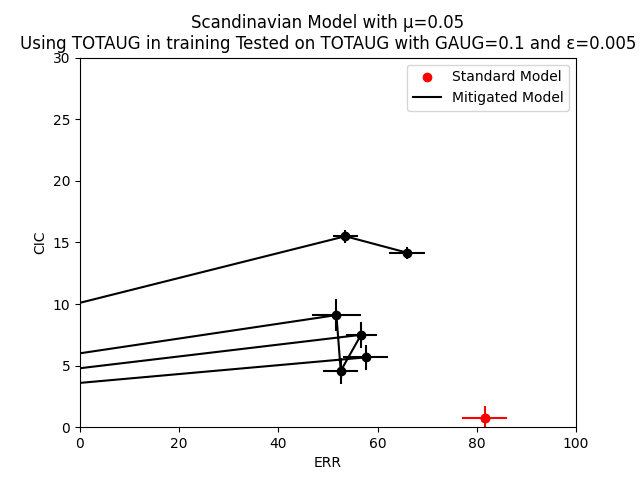 Scandinavian Model with μ=0.05
Using TOTAUG in training Tested on TOTAUG with GAUG=0.1 and ε=0.005
Standard Model
Mitigated Model
30
25
20
15
10
5
0
CIC
0 20 40 60 80 100
ERR